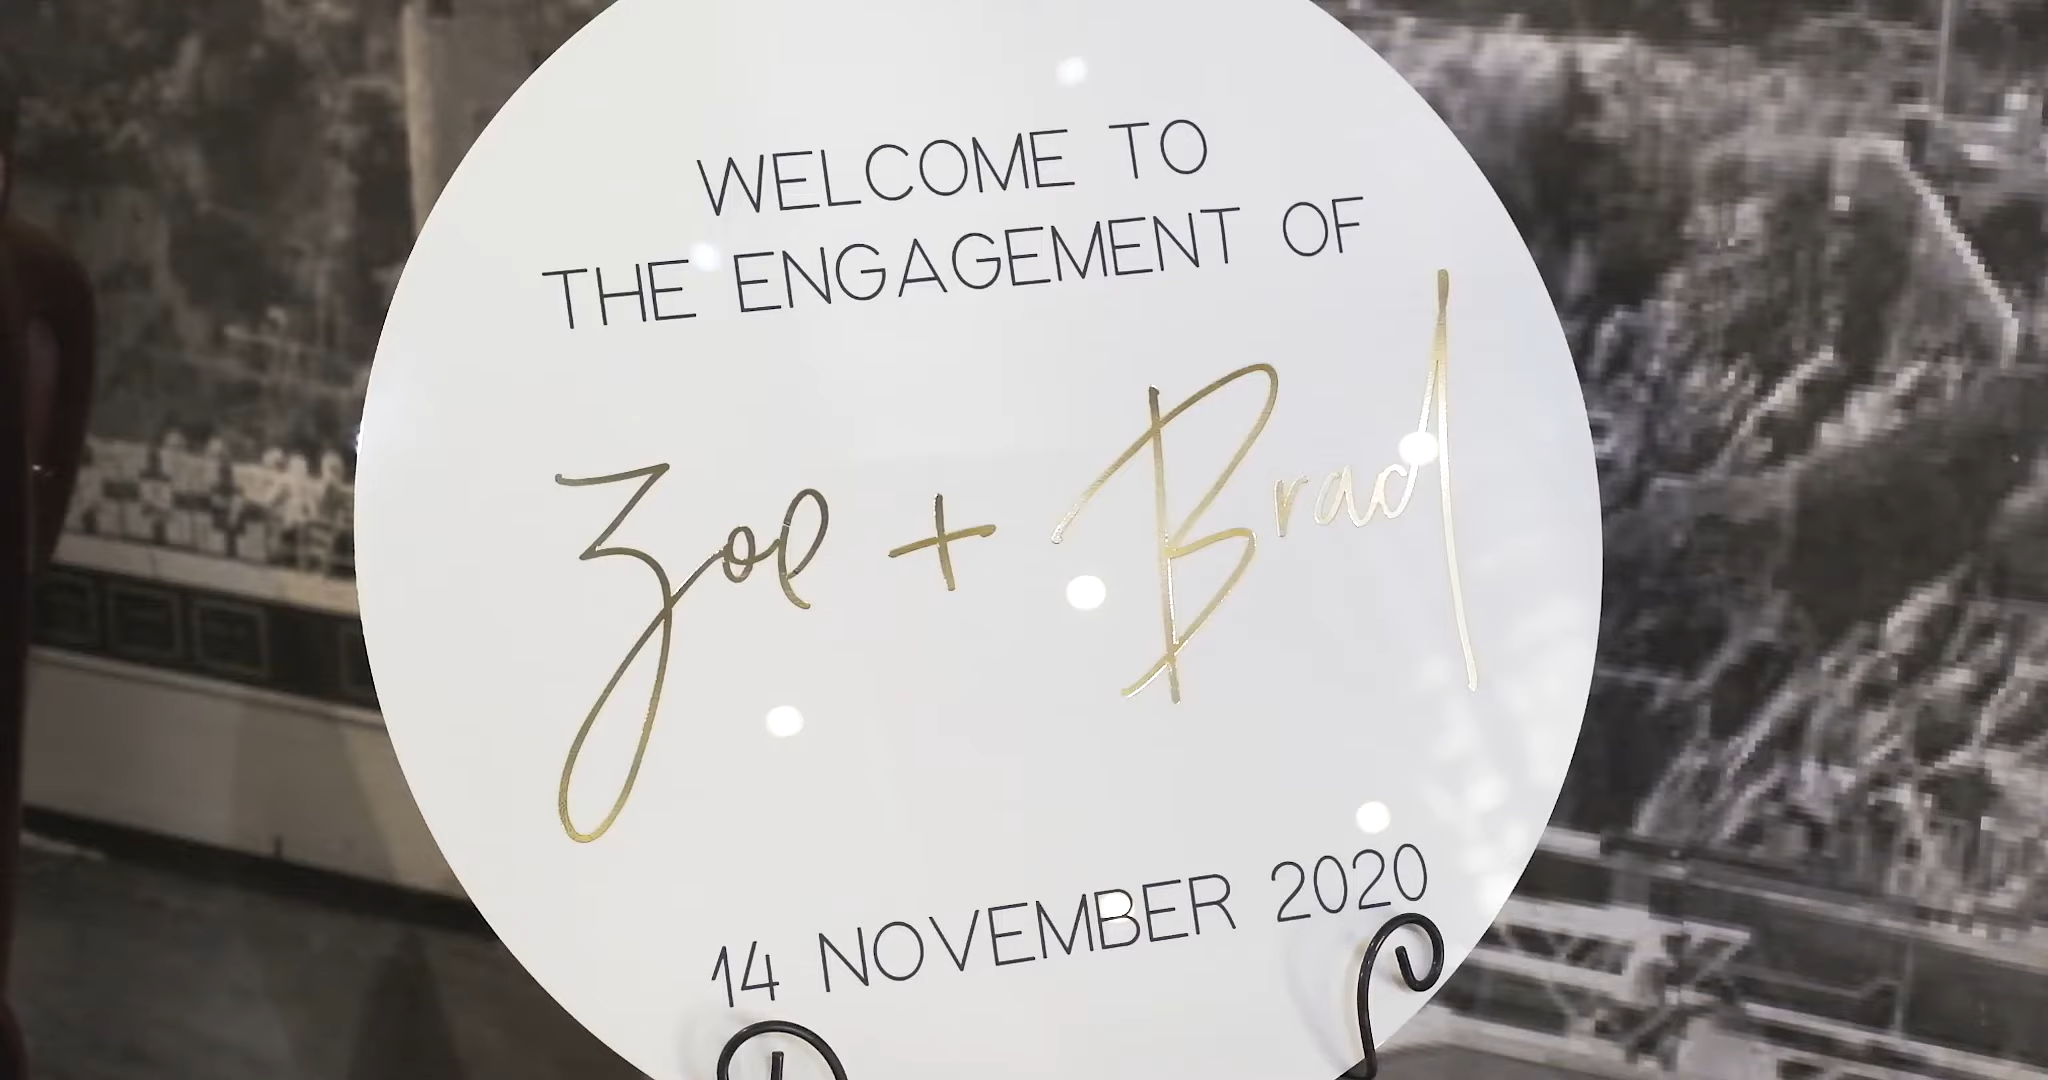 WELCOME TO
THE ENGAGEMENT OF
Zoe + Brad
14 NOVEMBER 2020